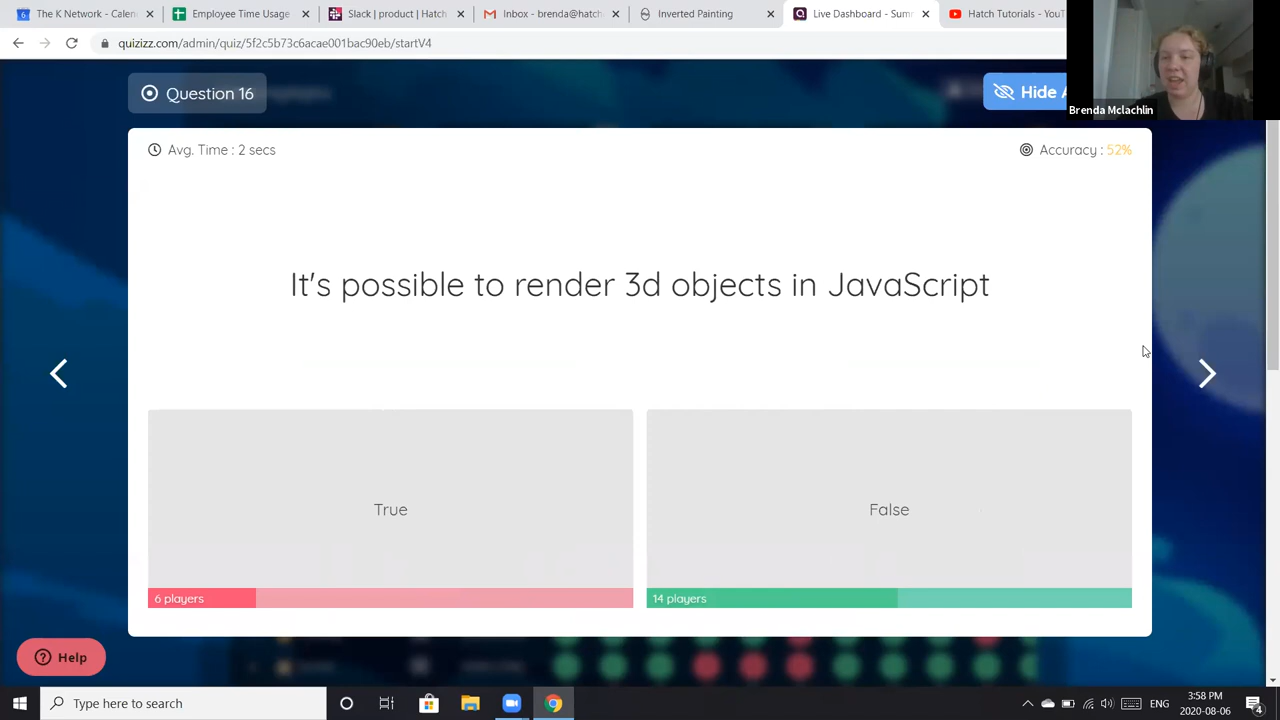 The K Network - Calen
Employee Time Usage
Slack | product | Hatch
Inbox - brenda@hatch
Inverted Painting
Live Dashboard - Summ
Hatch Tutorials - YouT
quizizz.com/admin/quiz/5f2c5b73c6acae001bac90eb/startV4
Question 16
Hide A
Brenda Mclachlin
Avg. Time : 2 secs
Accuracy : 52%
It's possible to render 3d objects in JavaScript
True
False
6 players
14 players
Help
Type here to search
ENG
3:58 PM
2020-08-06
4